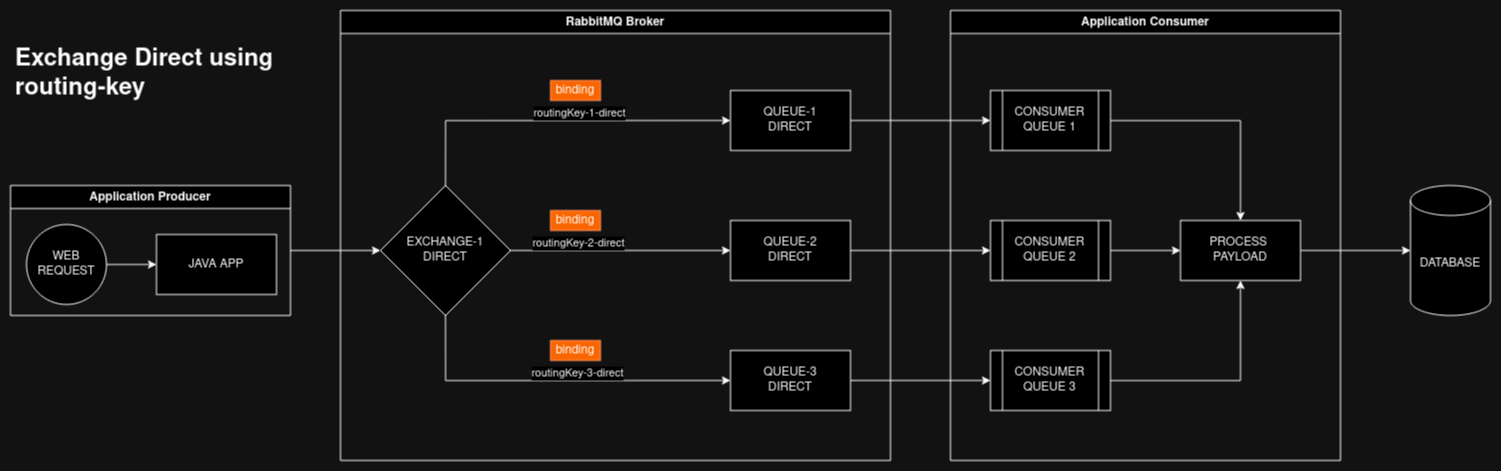 Exchange Direct using
routing-key
Application Producer
WEB
REQUEST
JAVA APP
RabbitMQ Broker
EXCHANGE-1
DIRECT
binding
routingKey-1-direct
QUEUE-1
DIRECT
binding
routingKey-2-direct
QUEUE-2
DIRECT
binding
routingKey-3-direct
QUEUE-3
DIRECT
Application Consumer
CONSUMER
QUEUE 1
CONSUMER
QUEUE 2
CONSUMER
QUEUE 3
PROCESS
PAYLOAD
DATABASE